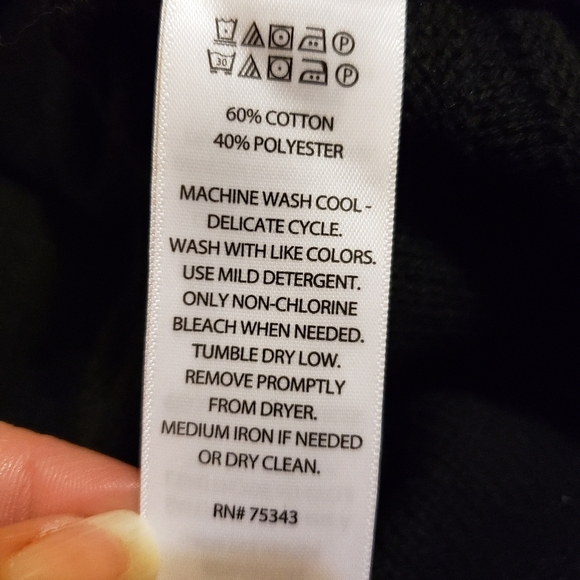 P
30 P
60% COTTON
40% POLYESTER
MACHINE WASH COOL -
DELICATE CYCLE.
WASH WITH LIKE COLORS.
USE MILD DETERGENT.
ONLY NON-CHLORINE
BLEACH WHEN NEEDED.
TUMBLE DRY LOW.
REMOVE PROMPTLY
FROM DRYER.
MEDIUM IRON IF NEEDED
OR DRY CLEAN.
RN# 75343